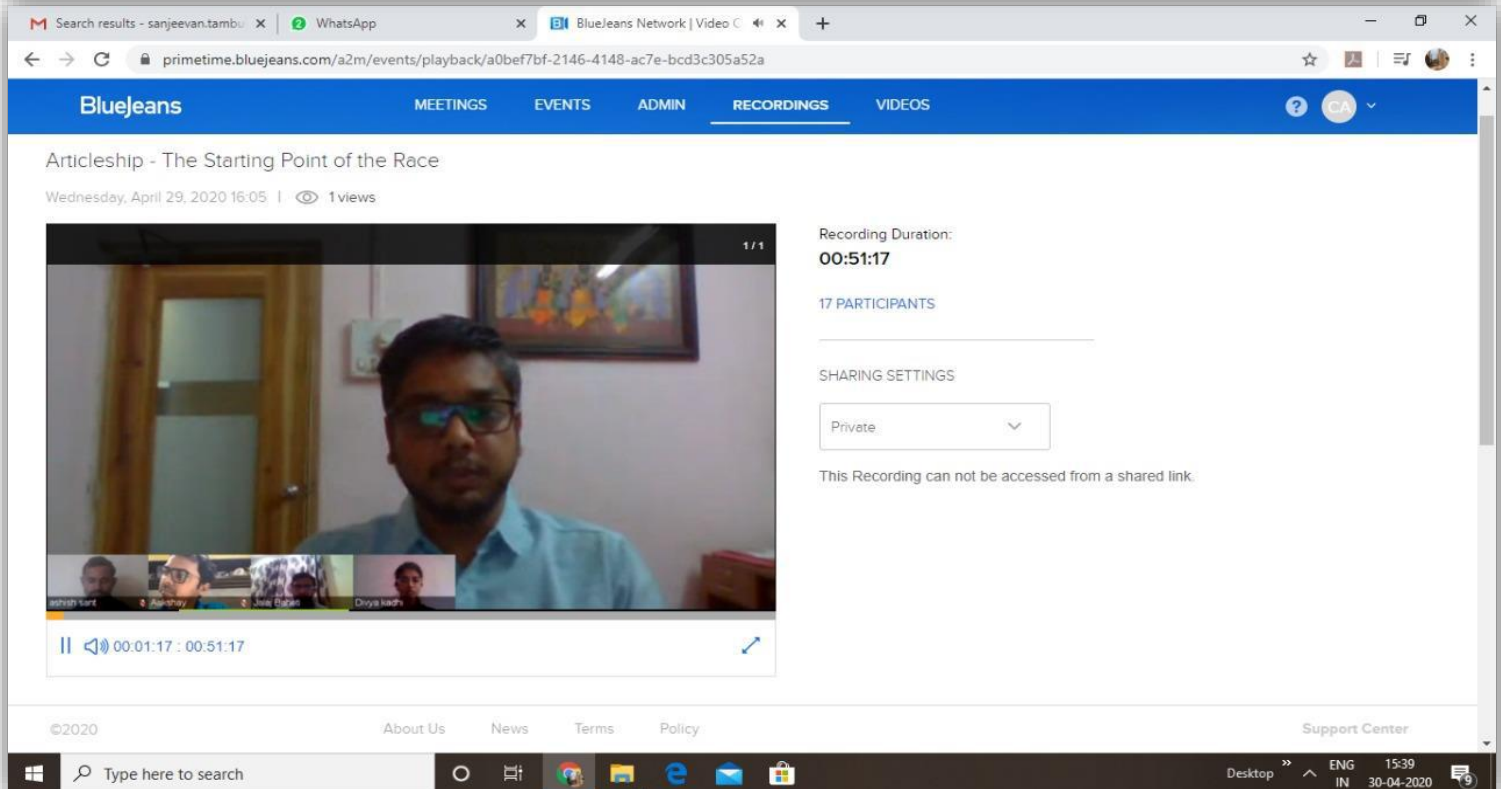 Search results - sanjeevan.tambu
2 WhatsApp
BlueJeans Network | Video C
primetime.bluejeans.com/a2m/events/playback/a0bef7bf-2146-4148-ac7e-bcd3c305a52a
BlueJeans MEETINGS EVENTS ADMIN RECORDINGS VIDEOS ? CA
Articleship - The Starting Point of the Race
Wednesday, April 29, 2020 16:05 | 1 views
1 / 1
Recording Duration:
00:51:17
17 PARTICIPANTS
SHARING SETTINGS
Private
This Recording can not be accessed from a shared link.
ashish sant Aakshay Divya kadhi
00:01:17 : 00:51:17
©2020 About Us News Terms Policy Support Center
Type here to search
Desktop ENG 15:39
IN 30-04-2020 9